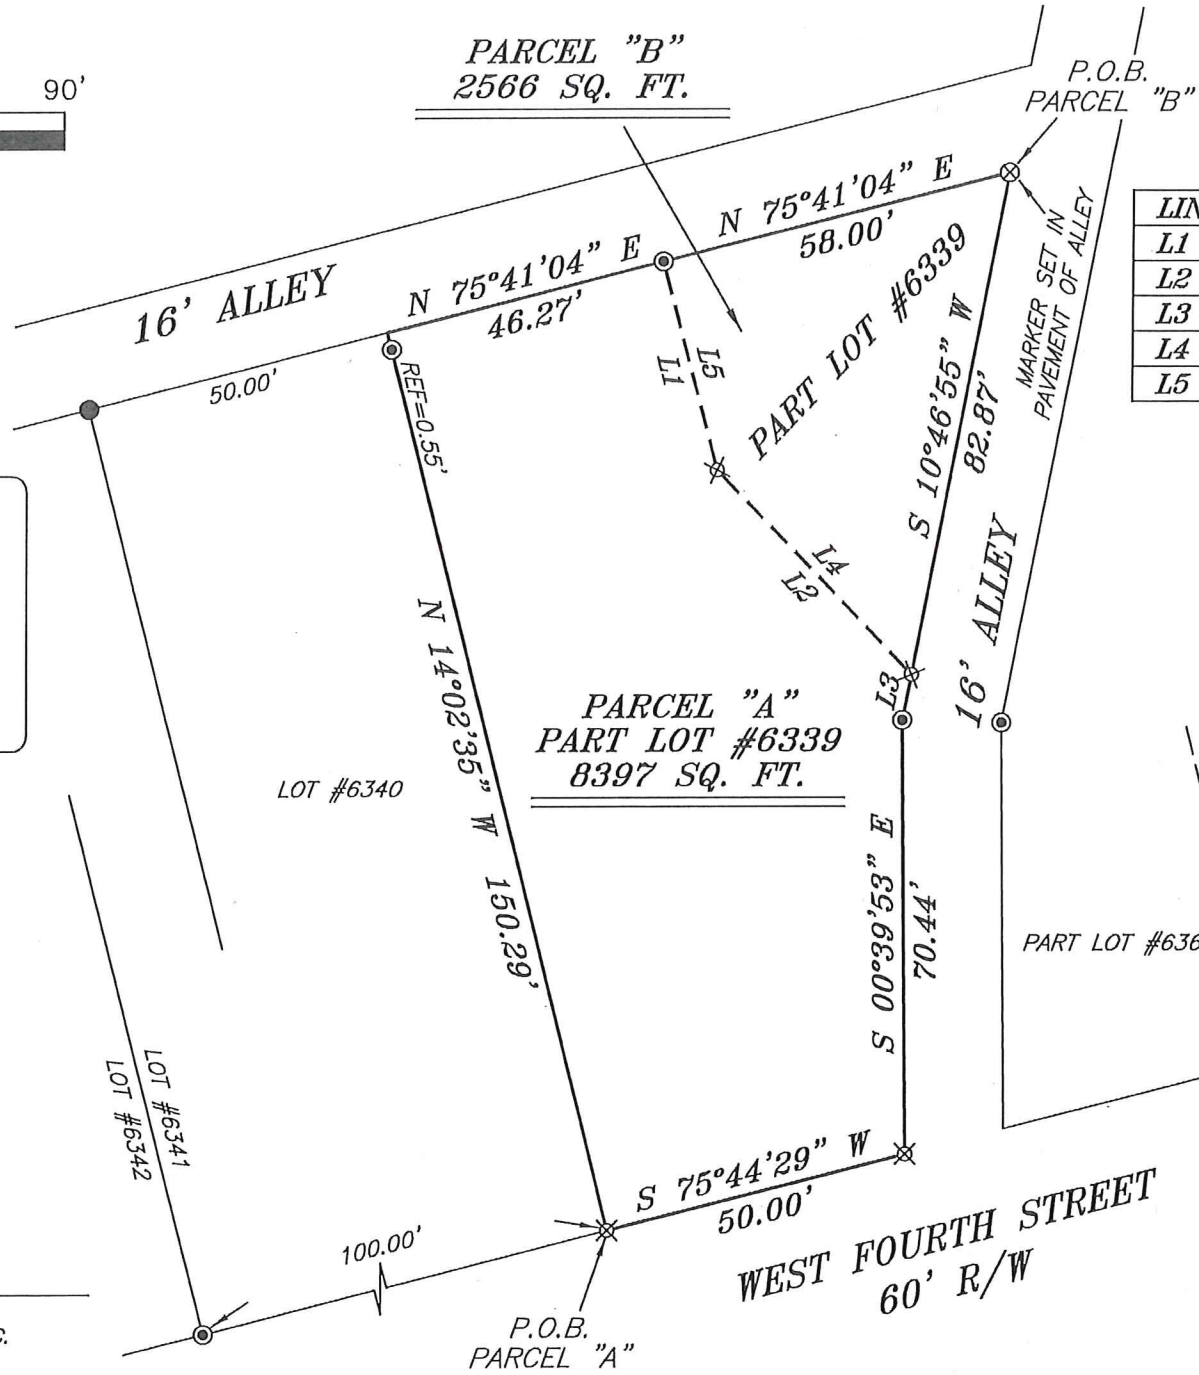 90'
PARCEL "B"
2566 SQ. FT.
P.O.B.
PARCEL "B"
N 75°41'04" E
58.00'
N 75°41'04" E
46.27'
16' ALLEY
50.00'
REF=0.55'
L5
L1
PART LOT #6339
S 10°46'55" W
82.87'
MARKER SET IN
PAVEMENT OF ALLEY
L1
L2
L3
L4
L5
L4
L2
16' ALLEY
L3
N 14°02'35" W 150.29'
PARCEL "A"
PART LOT #6339
8397 SQ. FT.
LOT #6340
S 00°39'53" E
70.44'
LOT #6341
LOT #6342
S 75°44'29" W
50.00'
100.00'
WEST FOURTH STREET
60' R/W
P.O.B.
PARCEL "A"
PART LOT